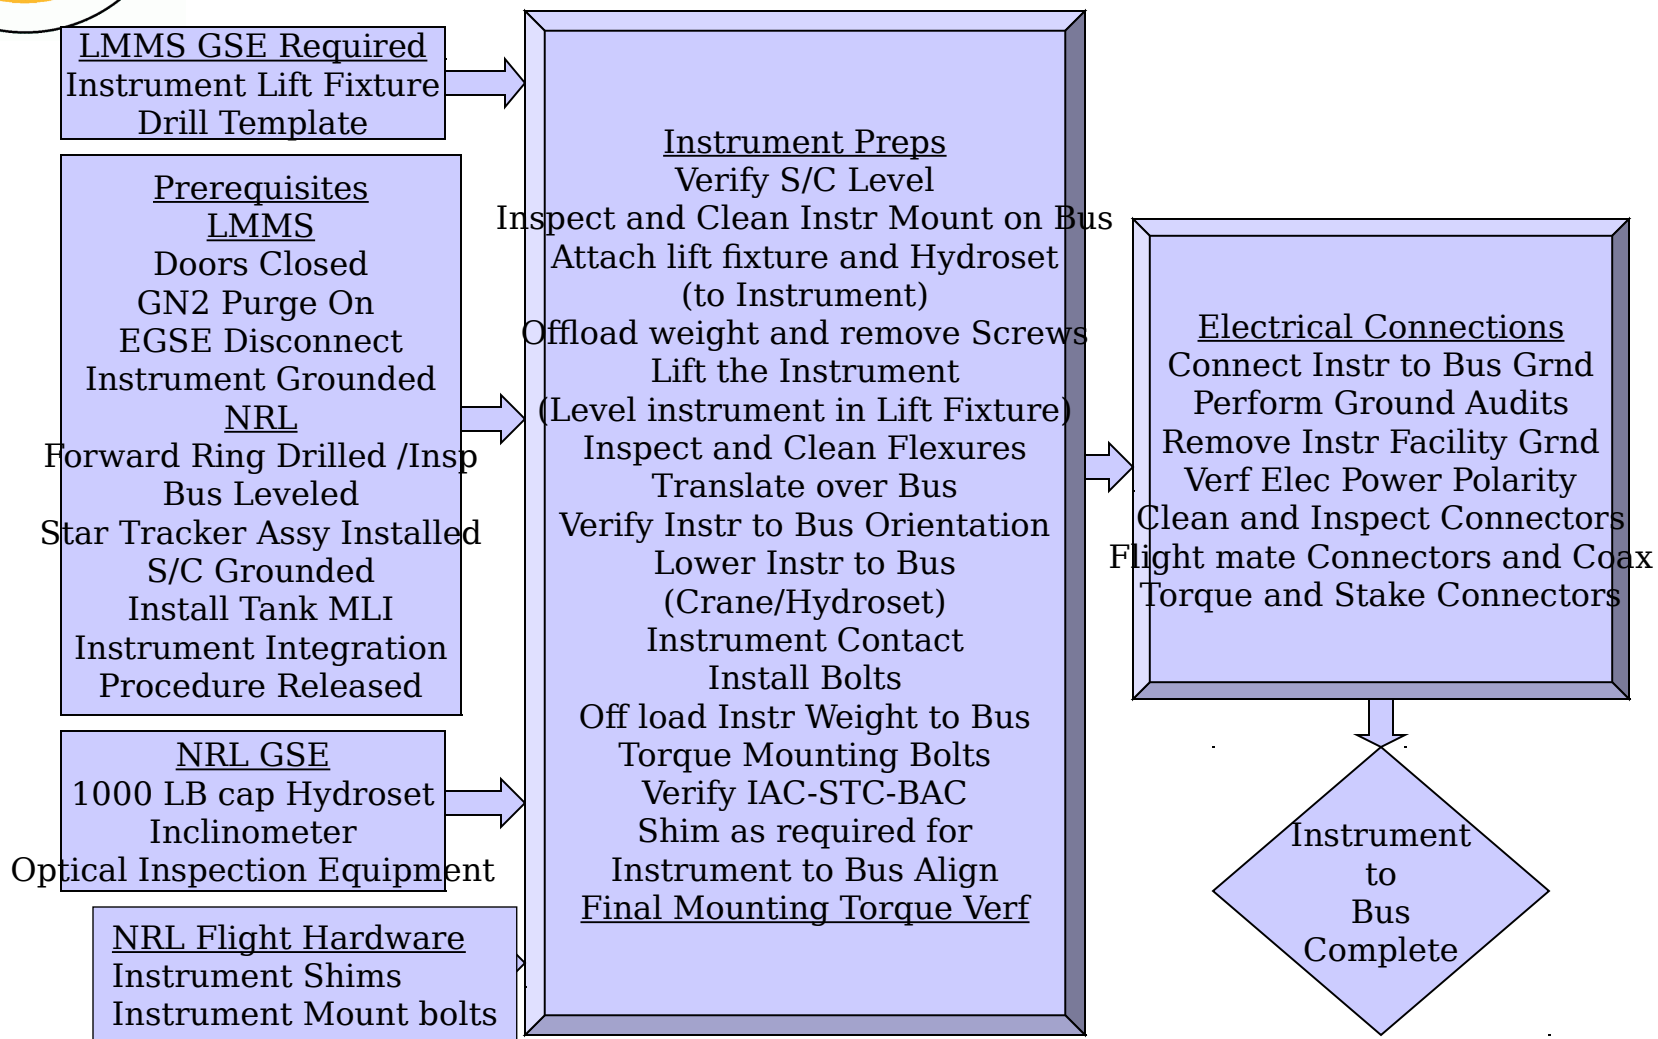 LMMS GSE Required
Instrument Lift Fixture
Drill Template
Prerequisites
LMMS
Doors Closed
GN2 Purge On
EGSE Disconnect
Instrument Grounded
NRL
Forward Ring Drilled /Insp
Bus Leveled
Star Tracker Assy Installed
S/C Grounded
Install Tank MLI
Instrument Integration
Procedure Released
NRL GSE
1000 LB cap Hydroset
Inclinometer
Optical Inspection Equipment
NRL Flight Hardware
Instrument Shims
Instrument Mount bolts
Instrument Preps
Verify S/C Level
Inspect and Clean Instr Mount on Bus
Attach lift fixture and Hydroset
(to Instrument)
Offload weight and remove Screws
Lift the Instrument
(Level instrument in Lift Fixture)
Inspect and Clean Flexures
Translate over Bus
Verify Instr to Bus Orientation
Lower Instr to Bus
(Crane/Hydroset)
Instrument Contact
Install Bolts
Off load Instr Weight to Bus
Torque Mounting Bolts
Verify IAC-STC-BAC
Shim as required for
Instrument to Bus Align
Final Mounting Torque Verf
Electrical Connections
Connect Instr to Bus Grnd
Perform Ground Audits
Remove Instr Facility Grnd
Verf Elec Power Polarity
Clean and Inspect Connectors
Flight mate Connectors and Coax
Torque and Stake Connectors
Instrument
to
Bus
Complete